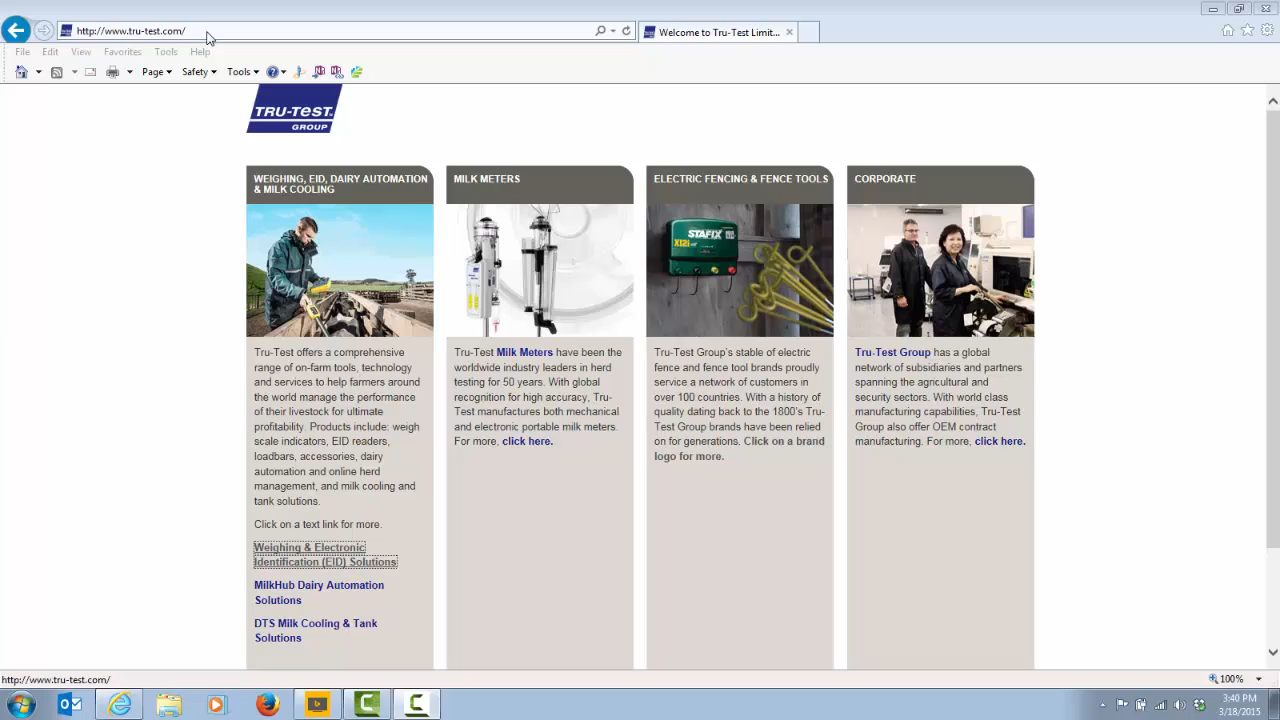 http://www.tru-test.com/
Welcome to Tru-Test Limit...
File Edit View Favorites Tools Help
Page Safety Tools
TRU-TEST
GROUP
WEIGHING, EID, DAIRY AUTOMATION
& MILK COOLING
Tru-Test offers a comprehensive
range of on-farm tools, technology
and services to help farmers around
the world manage the performance
of their livestock for ultimate
profitability. Products include: weigh
scale indicators, EID readers,
loadbars, accessories, dairy
automation and online herd
management, and milk cooling and
tank solutions.
Click on a text link for more.
Weighing & Electronic
Identification (EID) Solutions
MilkHub Dairy Automation
Solutions
DTS Milk Cooling & Tank
Solutions
MILK METERS
Tru-Test Milk Meters have been the
worldwide industry leaders in herd
testing for 50 years. With global
recognition for high accuracy, Tru-
Test manufactures both mechanical
and electronic portable milk meters.
For more, click here.
ELECTRIC FENCING & FENCE TOOLS
STAFIX
X12i
Tru-Test Group's stable of electric
fence and fence tool brands proudly
service a network of customers in
over 100 countries. With a history of
quality dating back to the 1800's Tru-
Test Group brands have been relied
on for generations. Click on a brand
logo for more.
CORPORATE
Tru-Test Group has a global
network of subsidiaries and partners
spanning the agricultural and
security sectors. With world class
manufacturing capabilities, Tru-Test
Group also offer OEM contract
manufacturing. For more, click here.
http://www.tru-test.com/
100%
3:40 PM
3/18/2015